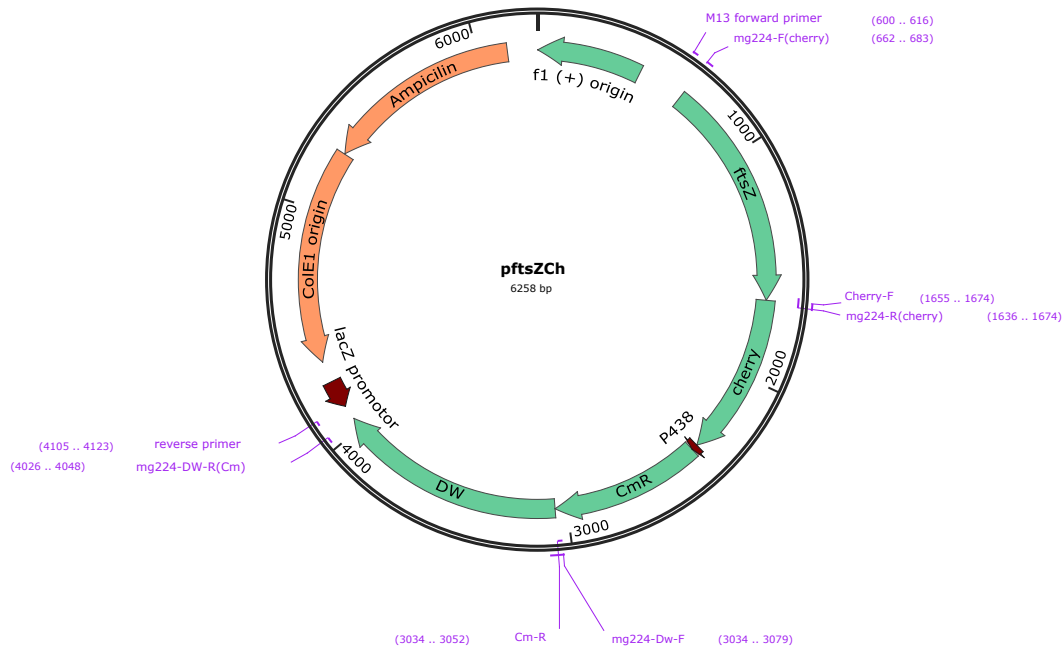 M13 forward primer (600 .. 616)
mg224-F(cherry) (662 .. 683)
6000
f1 (+) origin
Ampicilin
1000
ftsZ
5000
ColE1 origin
pftsZCh
6258 bp
Cherry-F (1655 .. 1674)
mg224-R(cherry) (1636 .. 1674)
lacZ promotor
cherry
2000
P438
(4105 .. 4123) reverse primer
(4026 .. 4048) mg224-DW-R(Cm)
4000
DW
CmR
3000
(3034 .. 3052) Cm-R
mg224-Dw-F (3034 .. 3079)